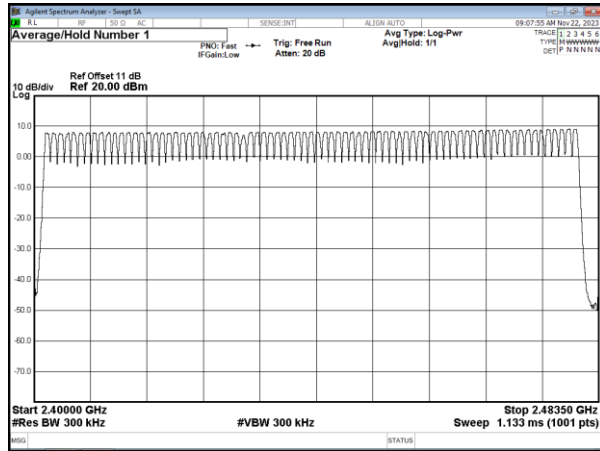 Agilent Spectrum Analyzer - Swept SA
RL RF 50 Ω AC SENSE:INT ALIGN AUTO 09:07:55 AM Nov 22, 2023
Average/Hold Number 1
PNO: Fast
IFGain:Low
Trig: Free Run
Atten: 20 dB
Avg Type: Log-Pwr
Avg|Hold: 1/1
TRACE 1 2 3 4 5 6
TYPE M W W W W W
DET P N N N N N
Ref Offset 11 dB
10 dB/div Ref 20.00 dBm
Log
10.0
0.00
-10.0
-20.0
-30.0
-40.0
-50.0
-60.0
-70.0
Start 2.40000 GHz Stop 2.48350 GHz
#Res BW 300 kHz #VBW 300 kHz Sweep 1.133 ms (1001 pts)
MSG STATUS